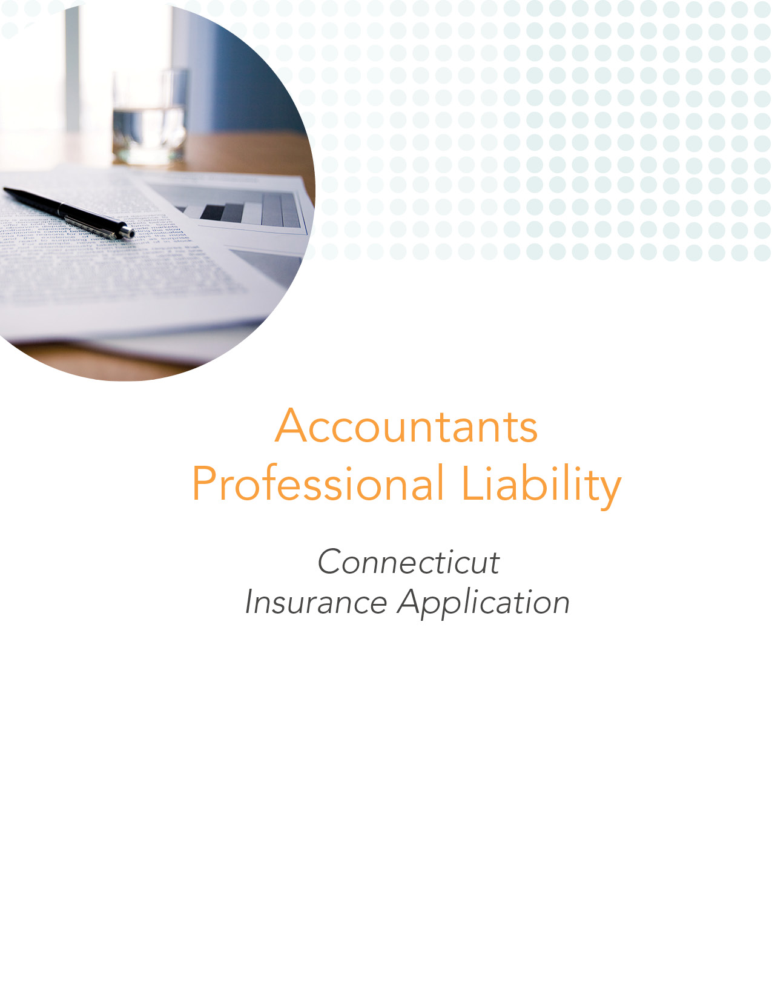 Accountants
Professional Liability
Connecticut
Insurance Application